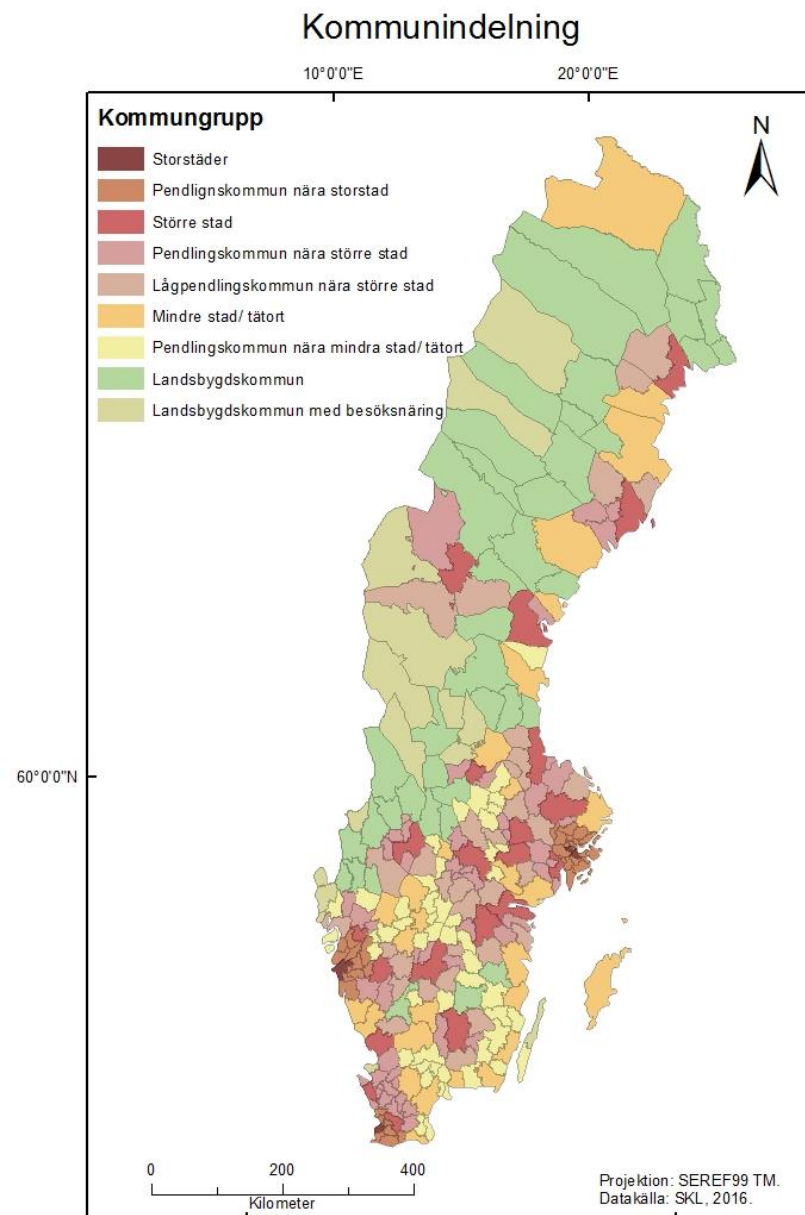 Kommunindelning
10°0'0"E
20°0'0"E
Kommungrupp
N
Storstäder
Pendlignskommun nära storstad
Större stad
Pendlingskommun nära större stad
Lågpendlingskommun nära större stad
Mindre stad/ tätort
Pendlingskommun nära mindra stad/ tätort
Landsbygdskommun
Landsbygdskommun med besöksnäring
60°0'0"N
0 200 400
Kilometer
Projektion: SEREF99 TM.
Datakälla: SKL, 2016.